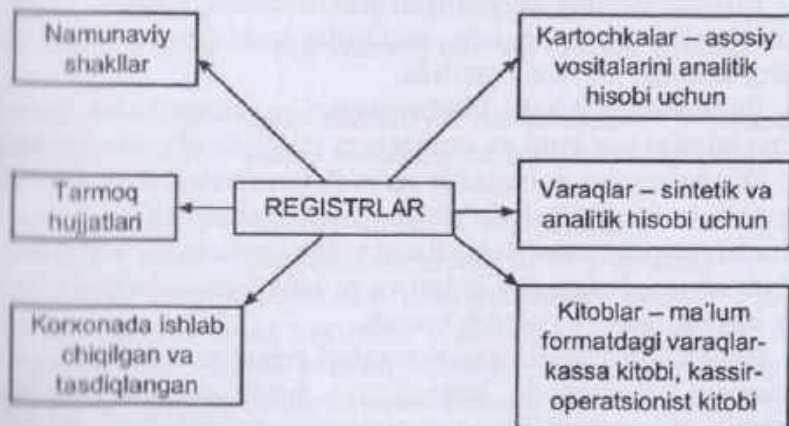 Namunaviy
shakllar
Kartochkalar – asosiy
vositalarini analitik
hisobi uchun
Tarmoq
hujjatlari
REGISTRLAR
Varaqlar – sintetik va
analitik hisobi uchun
Korxonada ishlab
chiqilgan va
tasdiqlangan
Kitoblar – ma'lum
formatdagi varaqlar-
kassa kitobi, kassir-
operatsionist kitobi